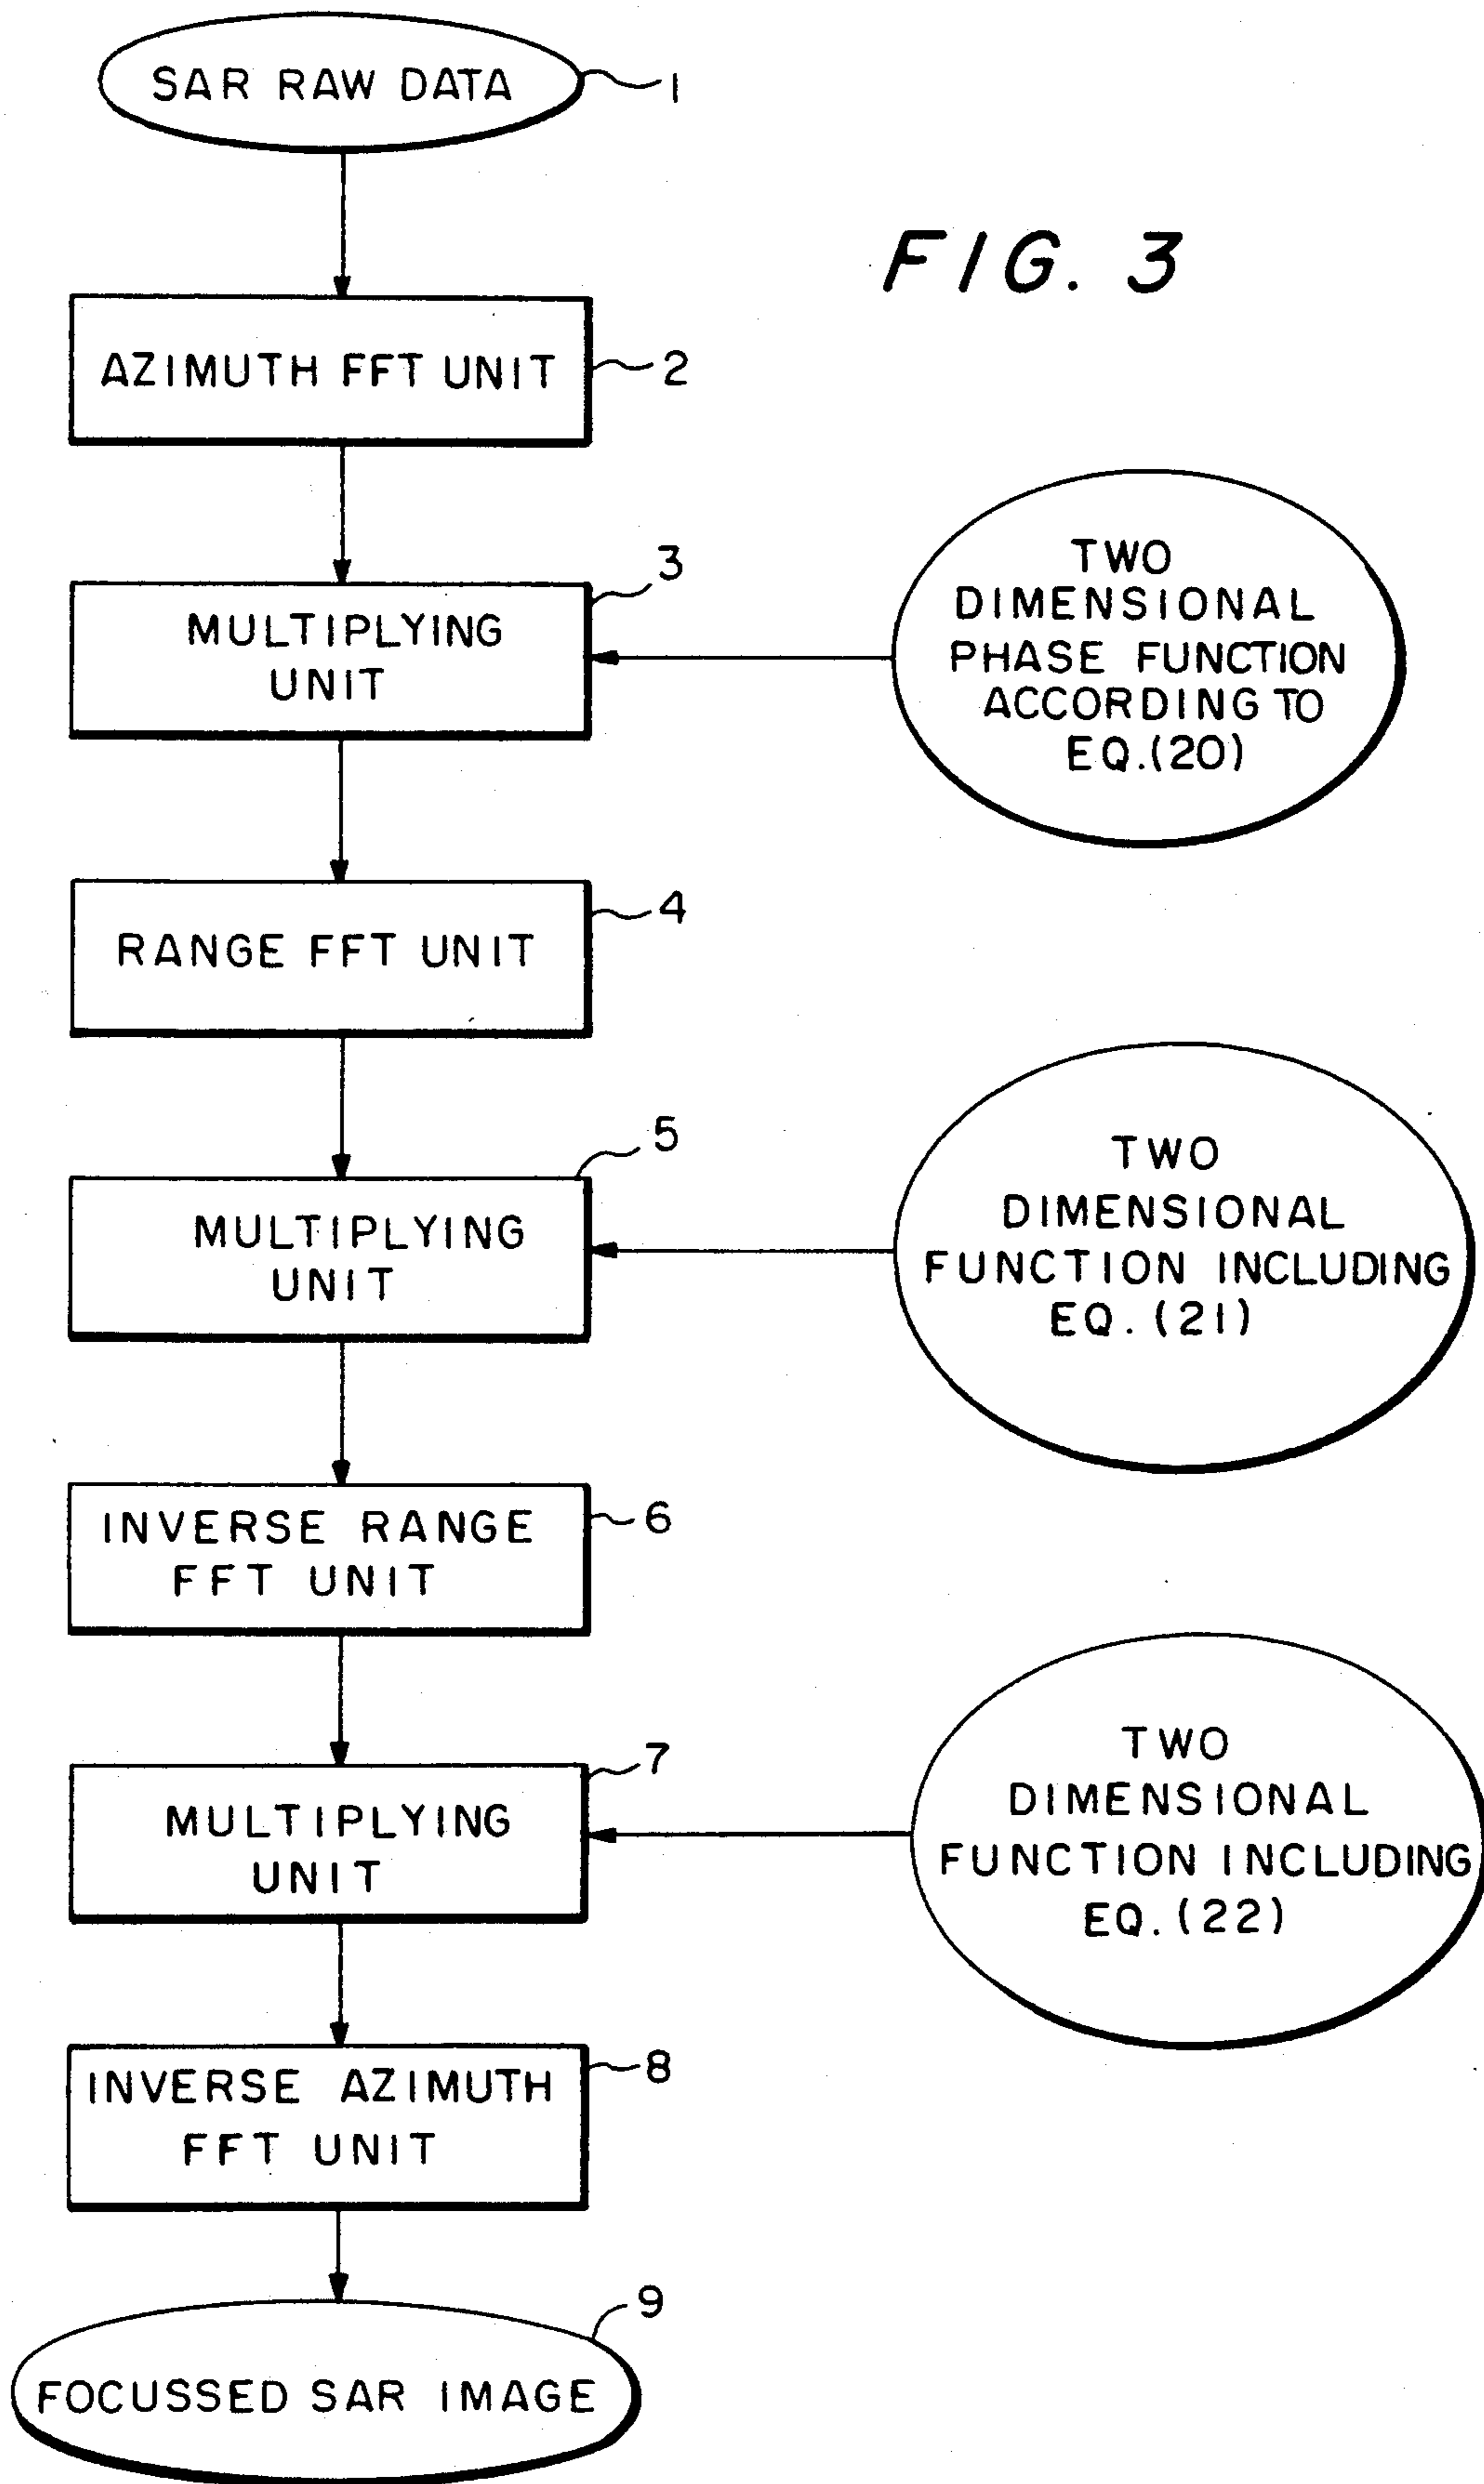 SAR RAW DATA
1
FIG. 3
AZIMUTH FFT UNIT
2
MULTIPLYING
UNIT
3
TWO
DIMENSIONAL
PHASE FUNCTION
ACCORDING TO
EQ.(20)
RANGE FFT UNIT
4
MULTIPLYING
UNIT
5
TWO
DIMENSIONAL
FUNCTION INCLUDING
EQ. (21)
INVERSE RANGE
FFT UNIT
6
MULTIPLYING
UNIT
7
TWO
DIMENSIONAL
FUNCTION INCLUDING
EQ. (22)
INVERSE AZIMUTH
FFT UNIT
8
FOCUSSED SAR IMAGE
9